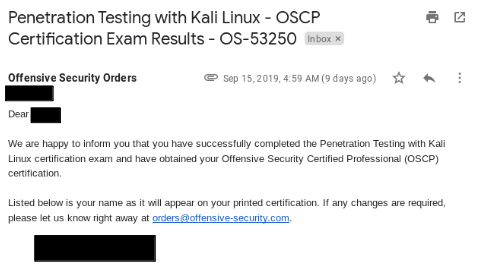 Penetration Testing with Kali Linux - OSCP
Certification Exam Results - OS-53250 Inbox ×
Offensive Security Orders Sep 15, 2019, 4:59 AM (9 days ago)
Dear
We are happy to inform you that you have successfully completed the Penetration Testing with Kali
Linux certification exam and have obtained your Offensive Security Certified Professional (OSCP)
certification.
Listed below is your name as it will appear on your printed certification. If any changes are required,
please let us know right away at orders@offensive-security.com.